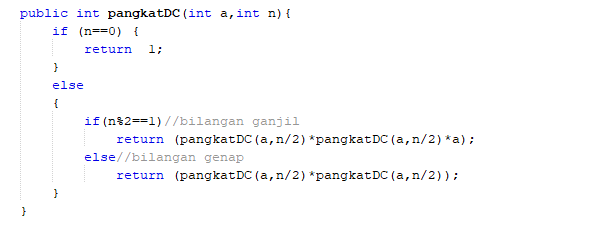 public int pangkatDC(int a,int n){
if (n==0) {
return  1;
}
else
{
if(n%2==1)//bilangan ganjil
return (pangkatDC(a,n/2)*pangkatDC(a,n/2)*a);
else//bilangan genap
return (pangkatDC(a,n/2)*pangkatDC(a,n/2));
}
}